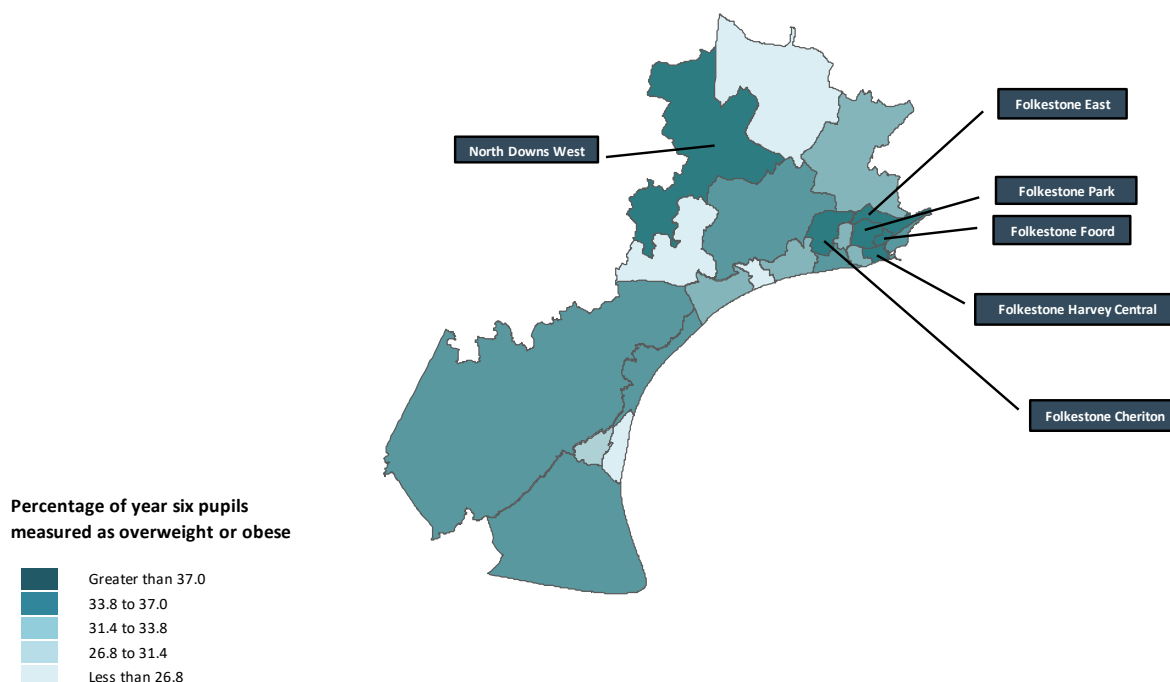 Folkestone East
North Downs West
Folkestone Park
Folkestone Foord
Folkestone Harvey Central
Folkestone Cheriton
Percentage of year six pupils
measured as overweight or obese
Greater than 37.0
33.8 to 37.0
31.4 to 33.8
26.8 to 31.4
Less than 26.8